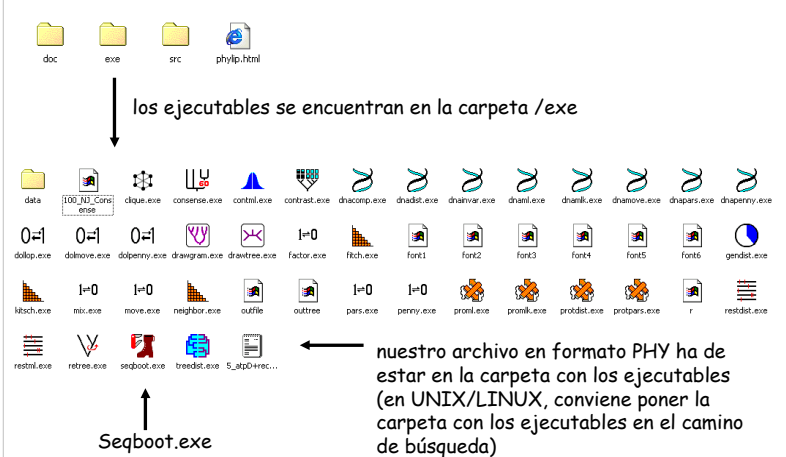 doc exe src phylip.html
los ejecutables se encuentran en la carpeta /exe
data 100_NJ_Cons clique.exe consense.exe contml.exe contrast.exe dnacomp.exe dnadist.exe dnainvar.exe dnaml.exe dnamlk.exe dnamove.exe dnapars.exe dnapenny.exe
ense
dollop.exe dolmove.exe dolpenny.exe drawgram.exe drawtree.exe factor.exe fitch.exe font1 font2 font3 font4 font5 font6 gendist.exe
kitsch.exe mix.exe move.exe neighbor.exe outfile outtree pars.exe penny.exe proml.exe promlk.exe protdist.exe protpars.exe r restdist.exe
restml.exe retree.exe seqboot.exe treedist.exe 5_atpD+rec...
nuestro archivo en formato PHY ha de
estar en la carpeta con los ejecutables
(en UNIX/LINUX, conviene poner la
carpeta con los ejecutables en el camino
de búsqueda)
Seqboot.exe